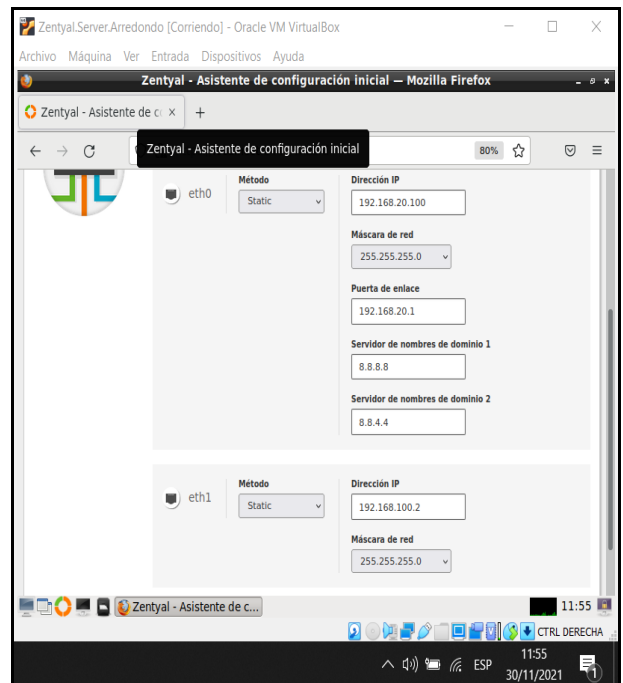 Zentyal.Server.Arredondo [Corriendo] - Oracle VM VirtualBox
Archivo Máquina Ver Entrada Dispositivos Ayuda
Zentyal - Asistente de configuración inicial — Mozilla Firefox
Zentyal - Asistente de c
Zentyal - Asistente de configuración inicial
80%
eth0
Método
Static
Dirección IP
192.168.20.100
Máscara de red
255.255.255.0
Puerta de enlace
192.168.20.1
Servidor de nombres de dominio 1
8.8.8.8
Servidor de nombres de dominio 2
8.8.4.4
eth1
Método
Static
Dirección IP
192.168.100.2
Máscara de red
255.255.255.0
Zentyal - Asistente de c...
11:55
CTRL DERECHA
ESP
11:55
30/11/2021
1